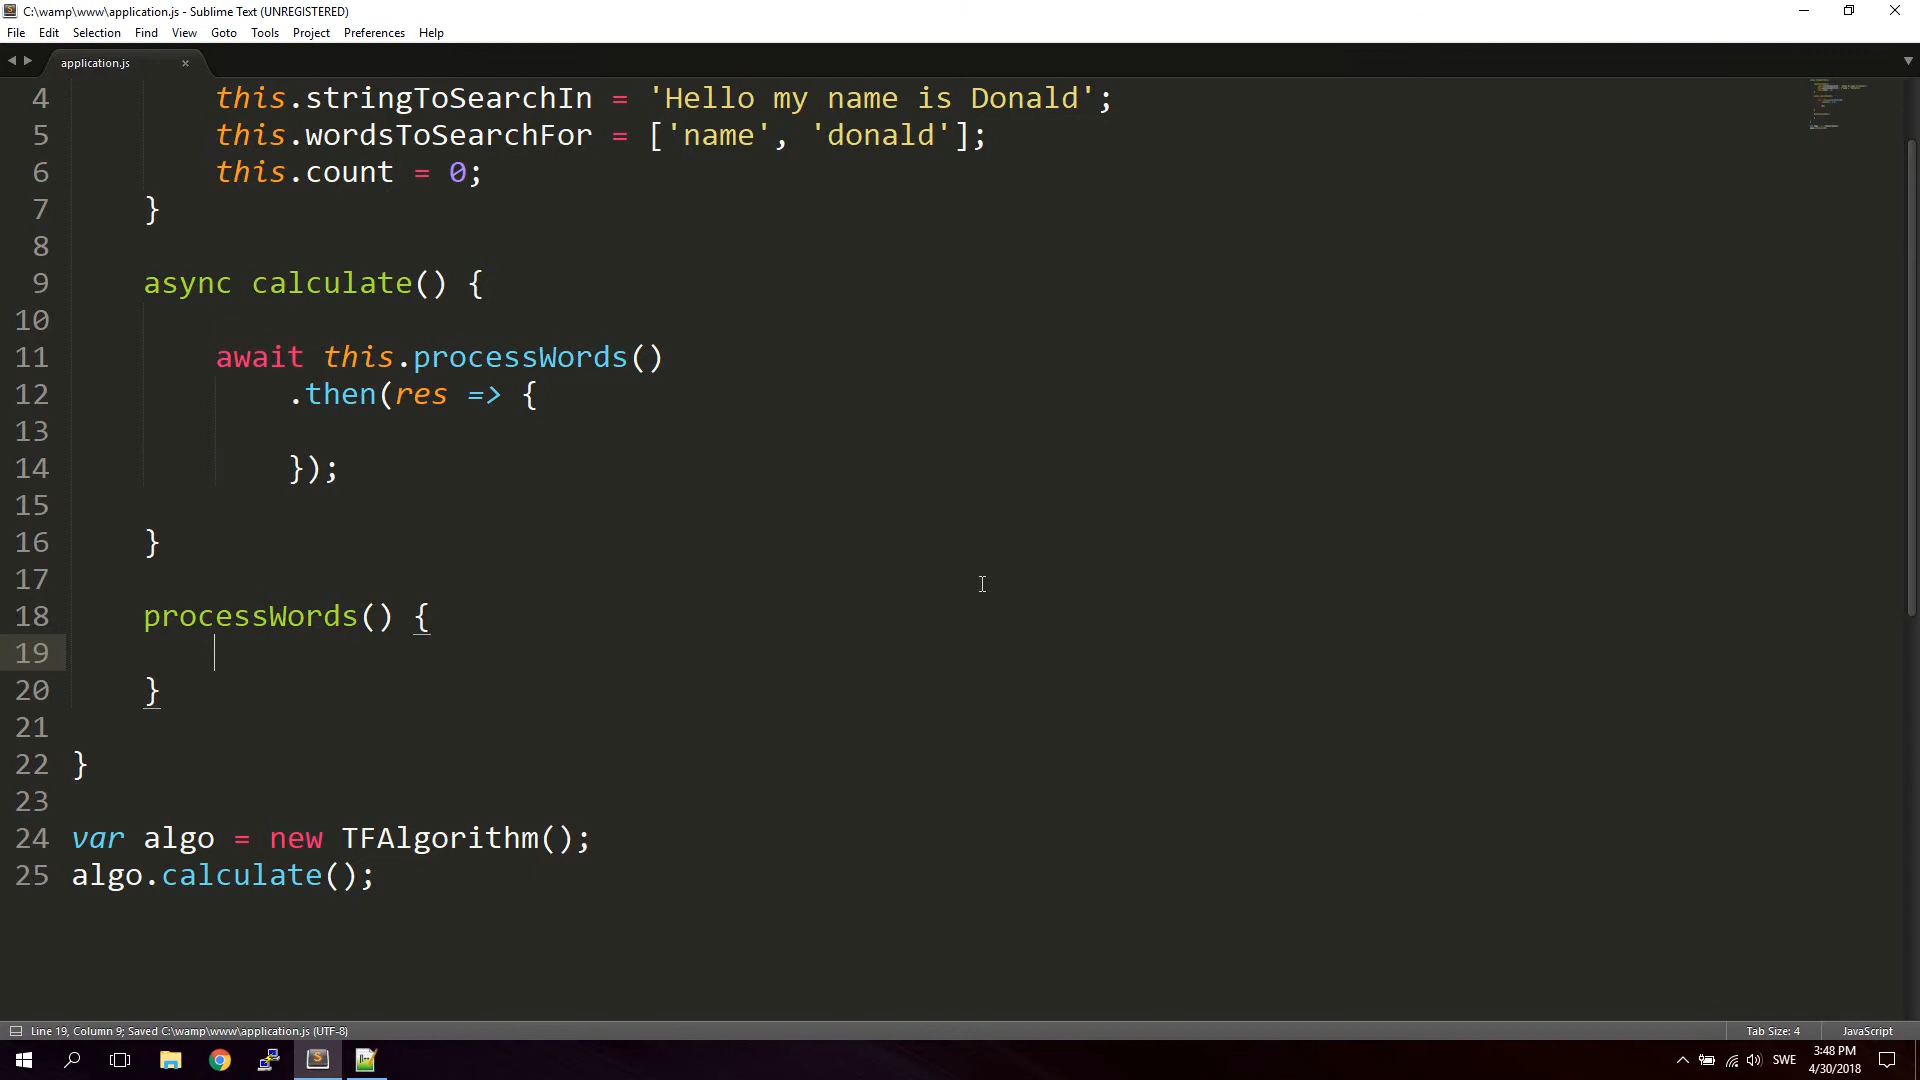 C:\wamp\www\application.js - Sublime Text (UNREGISTERED)
File Edit Selection Find View Goto Tools Project Preferences Help
application.js ×
4 this.stringToSearchIn = 'Hello my name is Donald';
5 this.wordsToSearchFor = ['name', 'donald'];
6 this.count = 0;
7 }
8
9 async calculate() {
10
11 await this.processWords()
12 .then(res => {
13
14 });
15
16 }
17
18 processWords() {
19
20 }
21
22 }
23
24 var algo = new TFAlgorithm();
25 algo.calculate();
Line 19, Column 9; Saved C:\wamp\www\application.js (UTF-8) Tab Size: 4 JavaScript
SWE 3:48 PM
4/30/2018